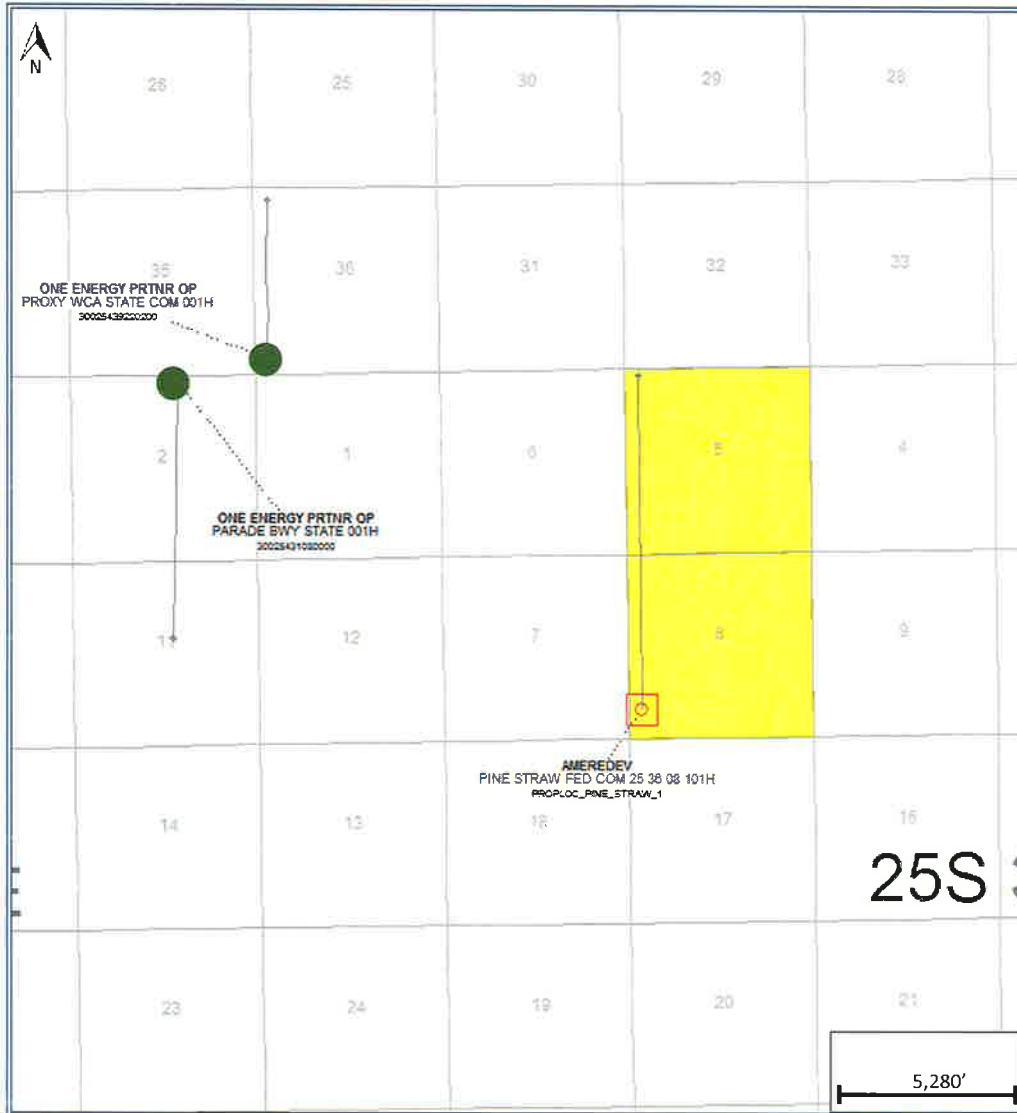 N
26 25 30 29 28
35 36 31 32 33
ONE ENERGY PRTNR OP
PROXY WCA STATE COM 001H
30025439220200
2 1 6 5 4
ONE ENERGY PRTNR OP
PARADE BWY STATE 001H
30025431080000
11 12 7 8 9
AMEREDEV
PINE STRAW FED COM 25 36 08 101H
PROPLOC_PINE_STRAW_1
14 13 18 17 16
25S
23 24 19 20 21
5,280'